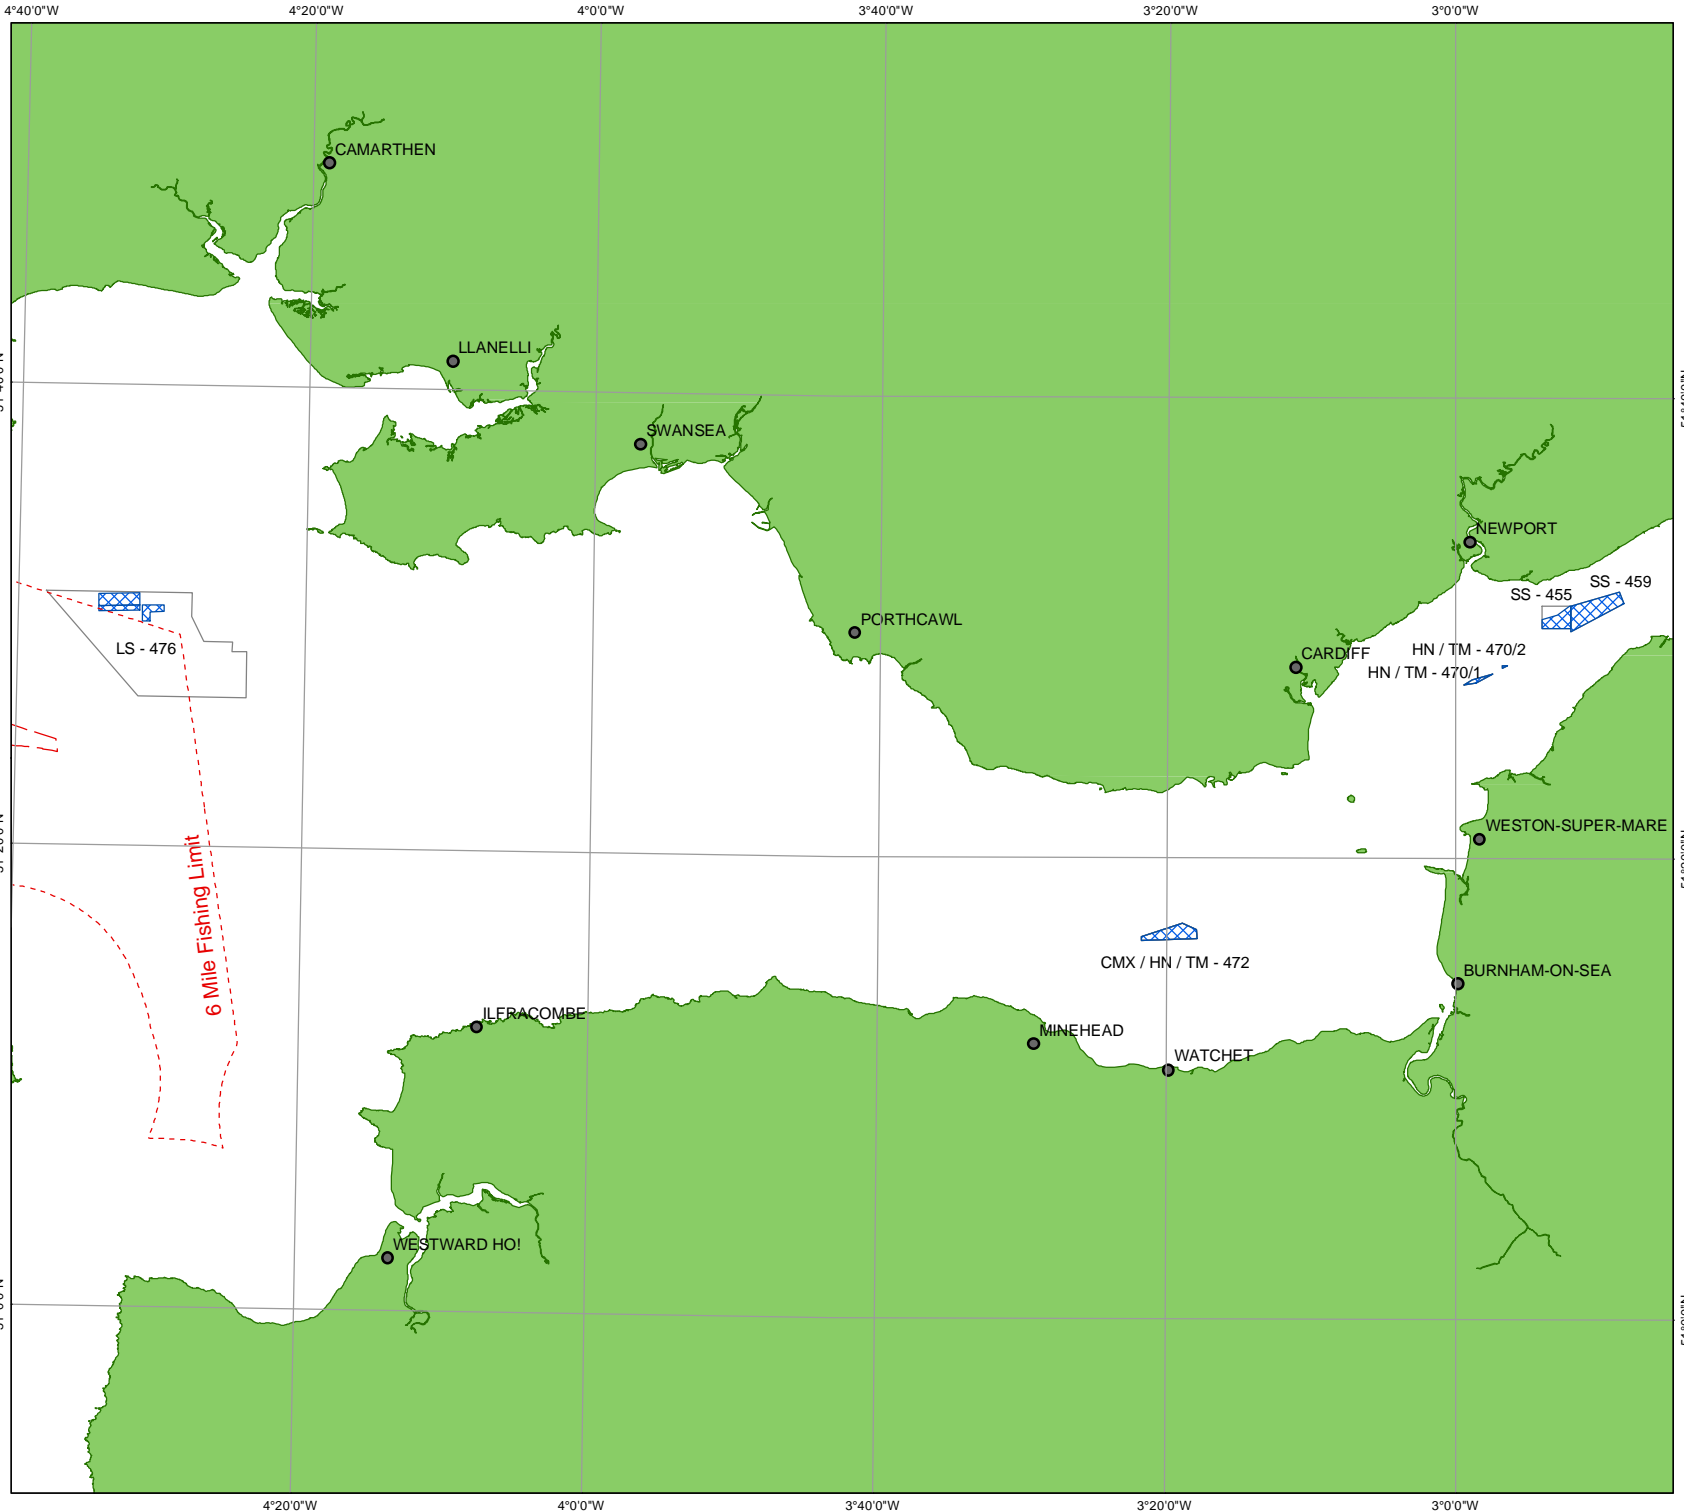 4°40'0"W 4°20'0"W 4°0'0"W 3°40'0"W 3°20'0"W 3°0'0"W
CAMARTHEN
LLANELLI
SWANSEA
NEWPORT
SS - 459
SS - 455
PORTHCAWL
LS - 476
HN / TM - 470/2
CARDIFF
HN / TM - 470/1
WESTON-SUPER-MARE
6 Mile Fishing Limit
CMX / HN / TM - 472
BURNHAM-ON-SEA
ILFRACOMBE
MINEHEAD
WATCHET
WESTWARD HO!
4°20'0"W 4°0'0"W 3°40'0"W 3°20'0"W 3°0'0"W